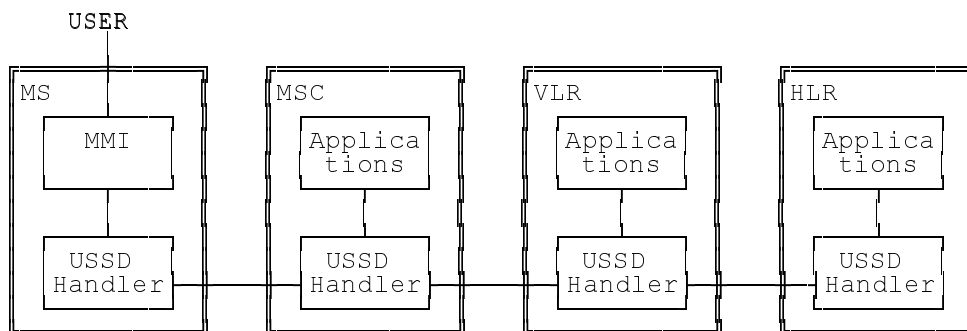 USER
MS
MSC
VLR
HLR
MMI
Applica
tions
Applica
tions
Applica
tions
USSD
Handler
USSD
Handler
USSD
Handler
USSD
Handler